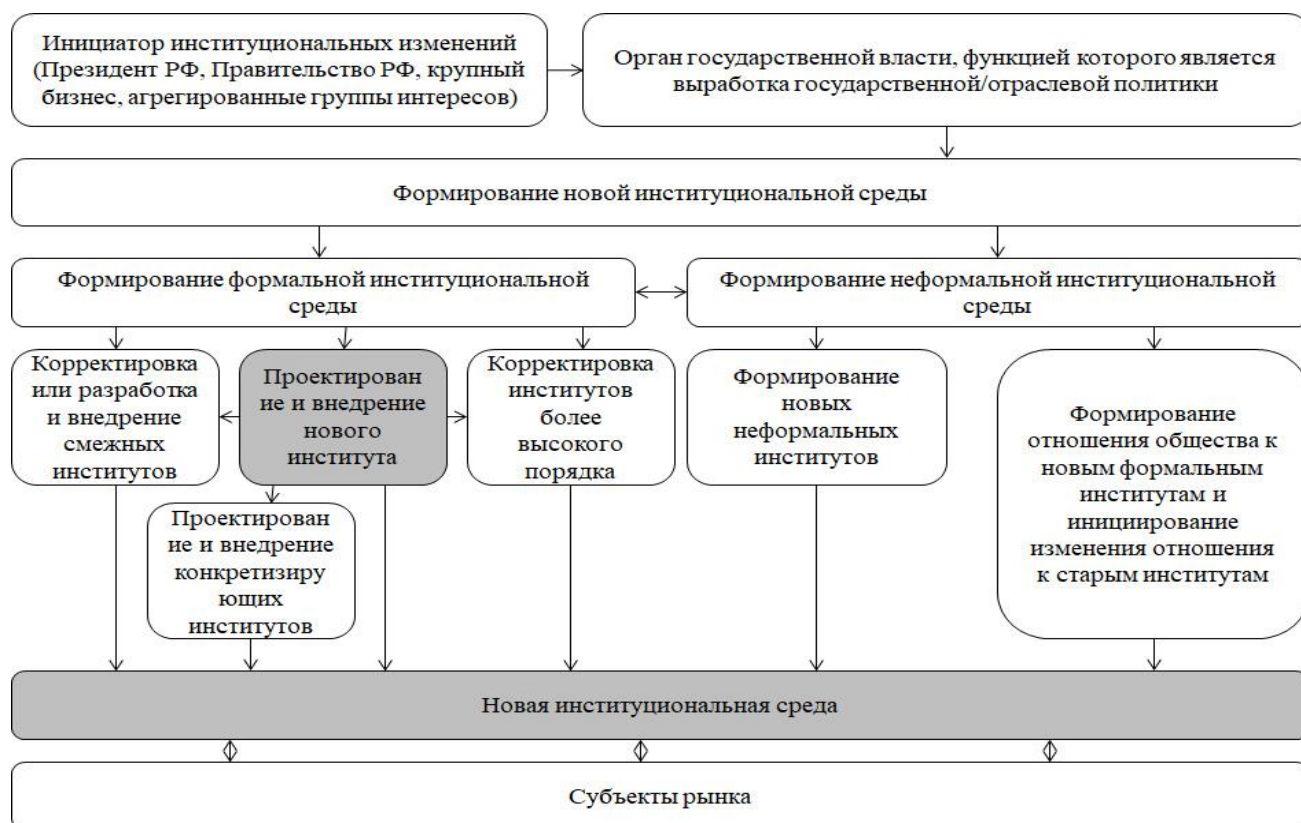 Инициатор институциональных изменений
(Президент РФ, Правительство РФ, крупный
бизнес, агрегированные группы интересов)
Орган государственной власти, функцией которого является
выработка государственной/отраслевой политики
Формирование новой институциональной среды
Формирование формальной институциональной
среды
Формирование неформальной институциональной
среды
Корректировка
или разработка
и внедрение
смежных
институтов
Проектирован
ие и внедрение
нового
института
Корректировка
институтов
более
высокого
порядка
Формирование
новых
неформальных
институтов
Формирование
отношения общества к
новым формальным
институтам и
инициирование
изменения отношения
к старым институтам
Проектирован
ие и внедрение
конкретизиру
ющих
институтов
Новая институциональная среда
Субъекты рынка